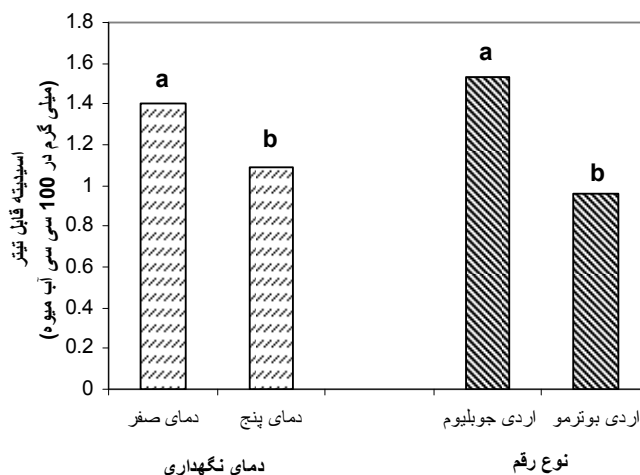 اسیدیته قابل تیتر
(میلی گرم در 100 سی سی آب میوه)
1.8
1.6
1.4
1.2
1
0.8
0.6
0.4
0.2
0
a
b
a
b
دمای صفر
دمای پنج
اردی جوبلیوم
اردی بوترمو
دمای نگهداری
نوع رقم